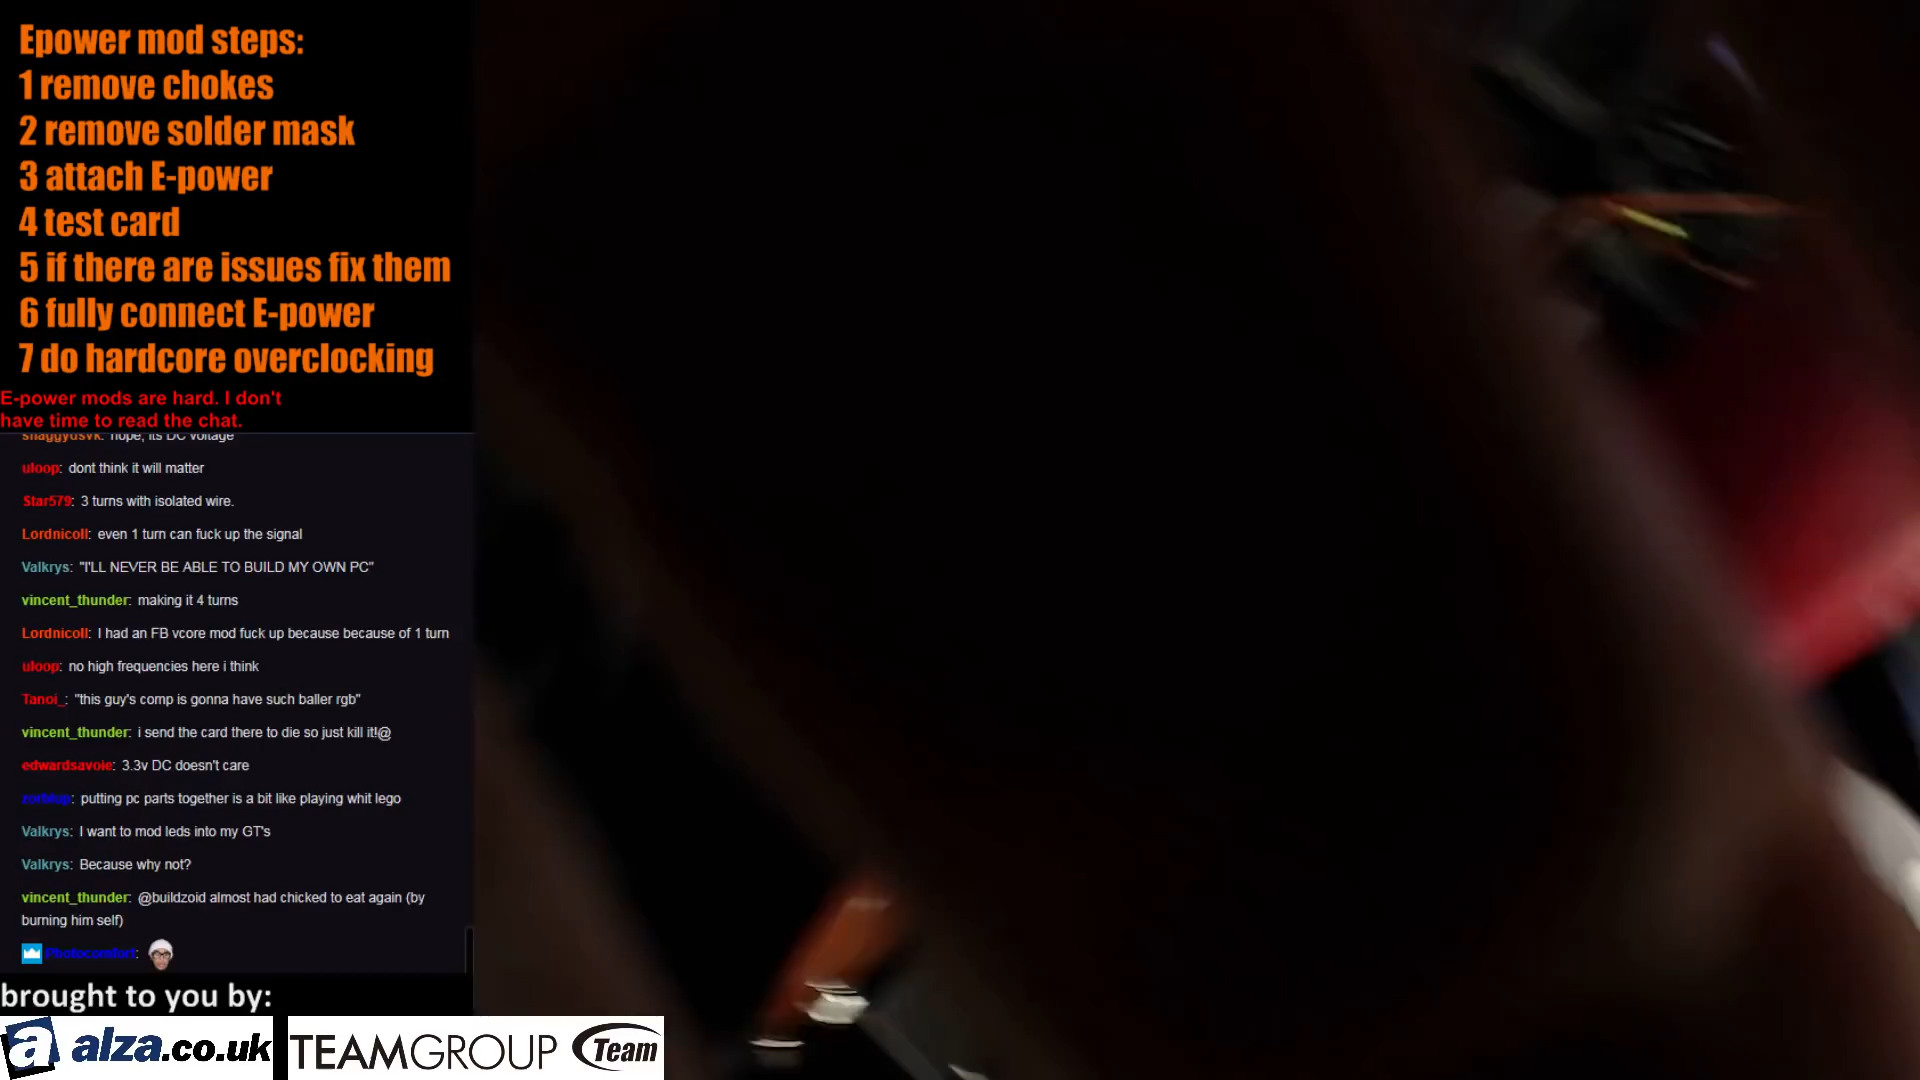 Epower mod steps:
1 remove chokes
2 remove solder mask
3 attach E-power
4 test card
5 if there are issues fix them
6 fully connect E-power
7 do hardcore overclocking
E-power mods are hard. I don't
have time to read the chat.
shaggydsvk: nope, its DC voltage
uloop: dont think it will matter
Star579: 3 turns with isolated wire.
Lordnicoll: even 1 turn can fuck up the signal
Valkrys: "I'LL NEVER BE ABLE TO BUILD MY OWN PC"
vincent_thunder: making it 4 turns
Lordnicoll: I had an FB vcore mod fuck up because because of 1 turn
uloop: no high frequencies here i think
Tanoi_: "this guy's comp is gonna have such baller rgb"
vincent_thunder: i send the card there to die so just kill it!@
edwardsavoie: 3.3v DC doesn't care
: putting pc parts together is a bit like playing whit lego
Valkrys: I want to mod leds into my GT's
Valkrys: Because why not?
vincent_thunder: @buildzoid almost had chicked to eat again (by
burning him self)
Photocomfort:
brought to you by:
a alza.co.uk TEAMGROUP Team